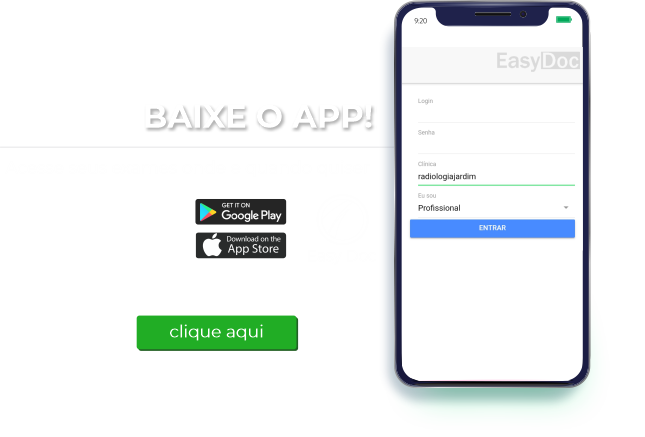 9:20
EasyDoc
Login
BAIXE O APP!
Senha
Clínica
radiologiajardim
Eu sou
Profissional
GET IT ON
Google Play
ENTRAR
Download on the
App Store
clique aqui